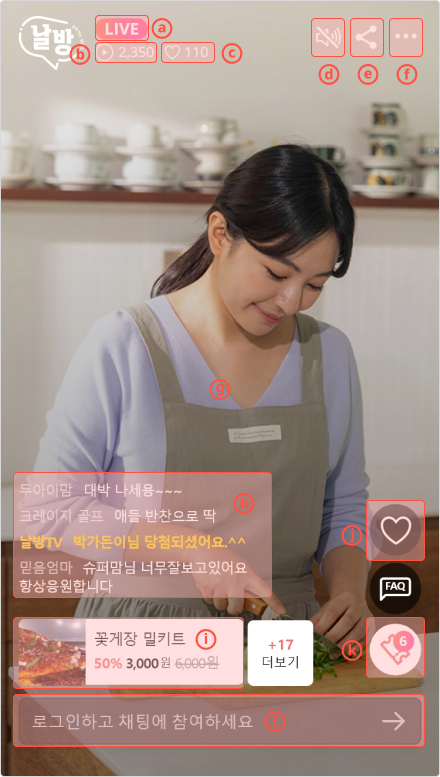 날방
LIVE ⓐ
ⓑ 2,350 110 ⓒ
ⓓ ⓔ ⓕ
ⓖ
두아이맘 대박 나세용~~~ ⓗ
크레이지 골프 애들 반찬으로 딱
날방TV 박가든이님 당첨되셨어요.^^
믿음엄마 슈퍼맘님 너무잘보고있어요
항상응원합니다
ⓙ
FAQ
꽃게장 밀키트 ⓘ
50% 3,000원 6,000원
+17
더보기
ⓚ 6
로그인하고 채팅에 참여하세요 ⓘ